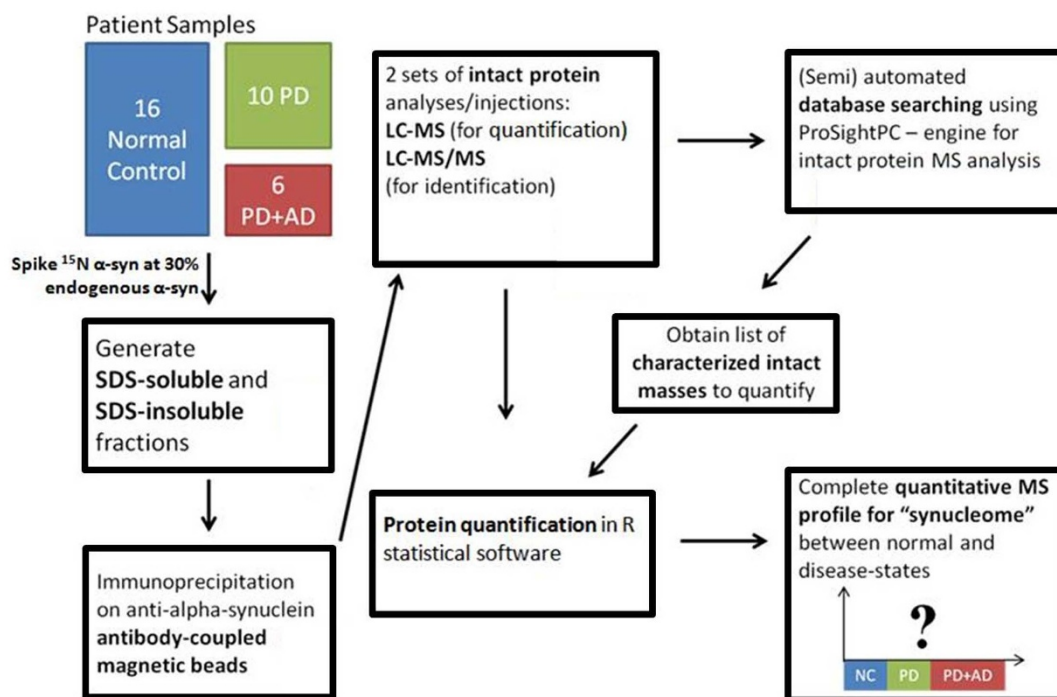 Patient Samples
16
Normal
Control
10 PD
6
PD+AD
Spike ¹⁵N α-syn at 30%
endogenous α-syn
Generate
SDS-soluble and
SDS-insoluble
fractions
Immunoprecipitation
on anti-alpha-synuclein
antibody-coupled
magnetic beads
2 sets of intact protein
analyses/injections:
LC-MS (for quantification)
LC-MS/MS
(for identification)
(Semi) automated
database searching using
ProSightPC – engine for
intact protein MS analysis
Obtain list of
characterized intact
masses to quantify
Protein quantification in R
statistical software
Complete quantitative MS
profile for “synucleome”
between normal and
disease-states
?
NC PD PD+AD